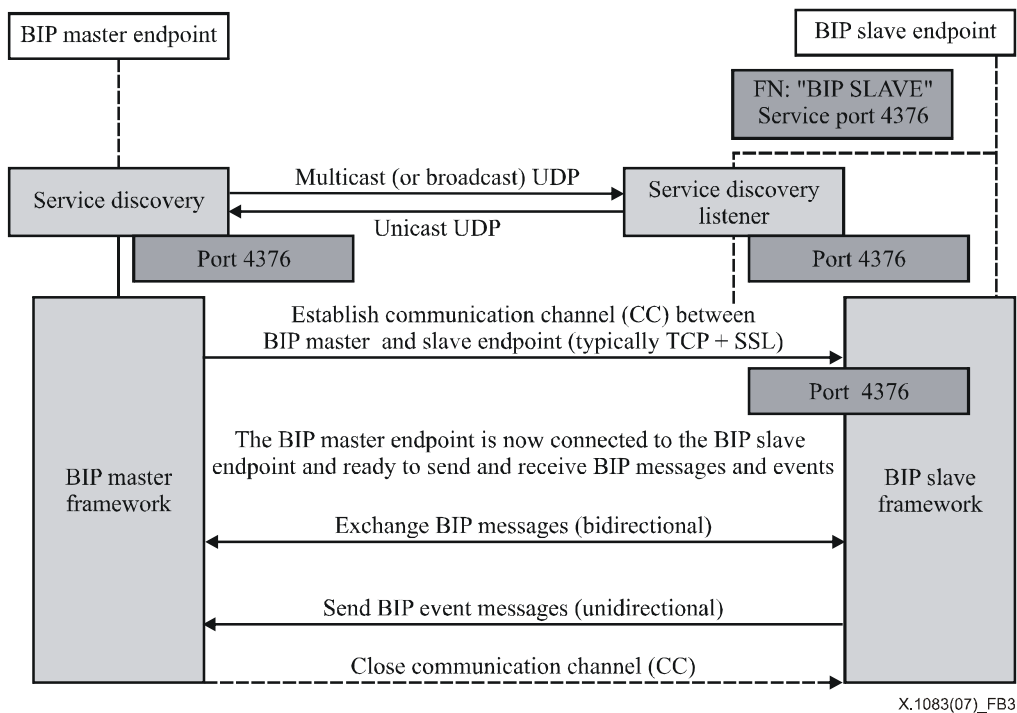 BIP master endpoint
BIP slave endpoint
FN: "BIP SLAVE"
Service port 4376
Service discovery
Multicast (or broadcast) UDP
Unicast UDP
Service discovery
listener
Port 4376
Port 4376
Establish communication channel (CC) between
BIP master and slave endpoint (typically TCP + SSL)
Port 4376
The BIP master endpoint is now connected to the BIP slave
endpoint and ready to send and receive BIP messages and events
BIP master
framework
BIP slave
framework
Exchange BIP messages (bidirectional)
Send BIP event messages (unidirectional)
Close communication channel (CC)
X.1083(07)_FB3